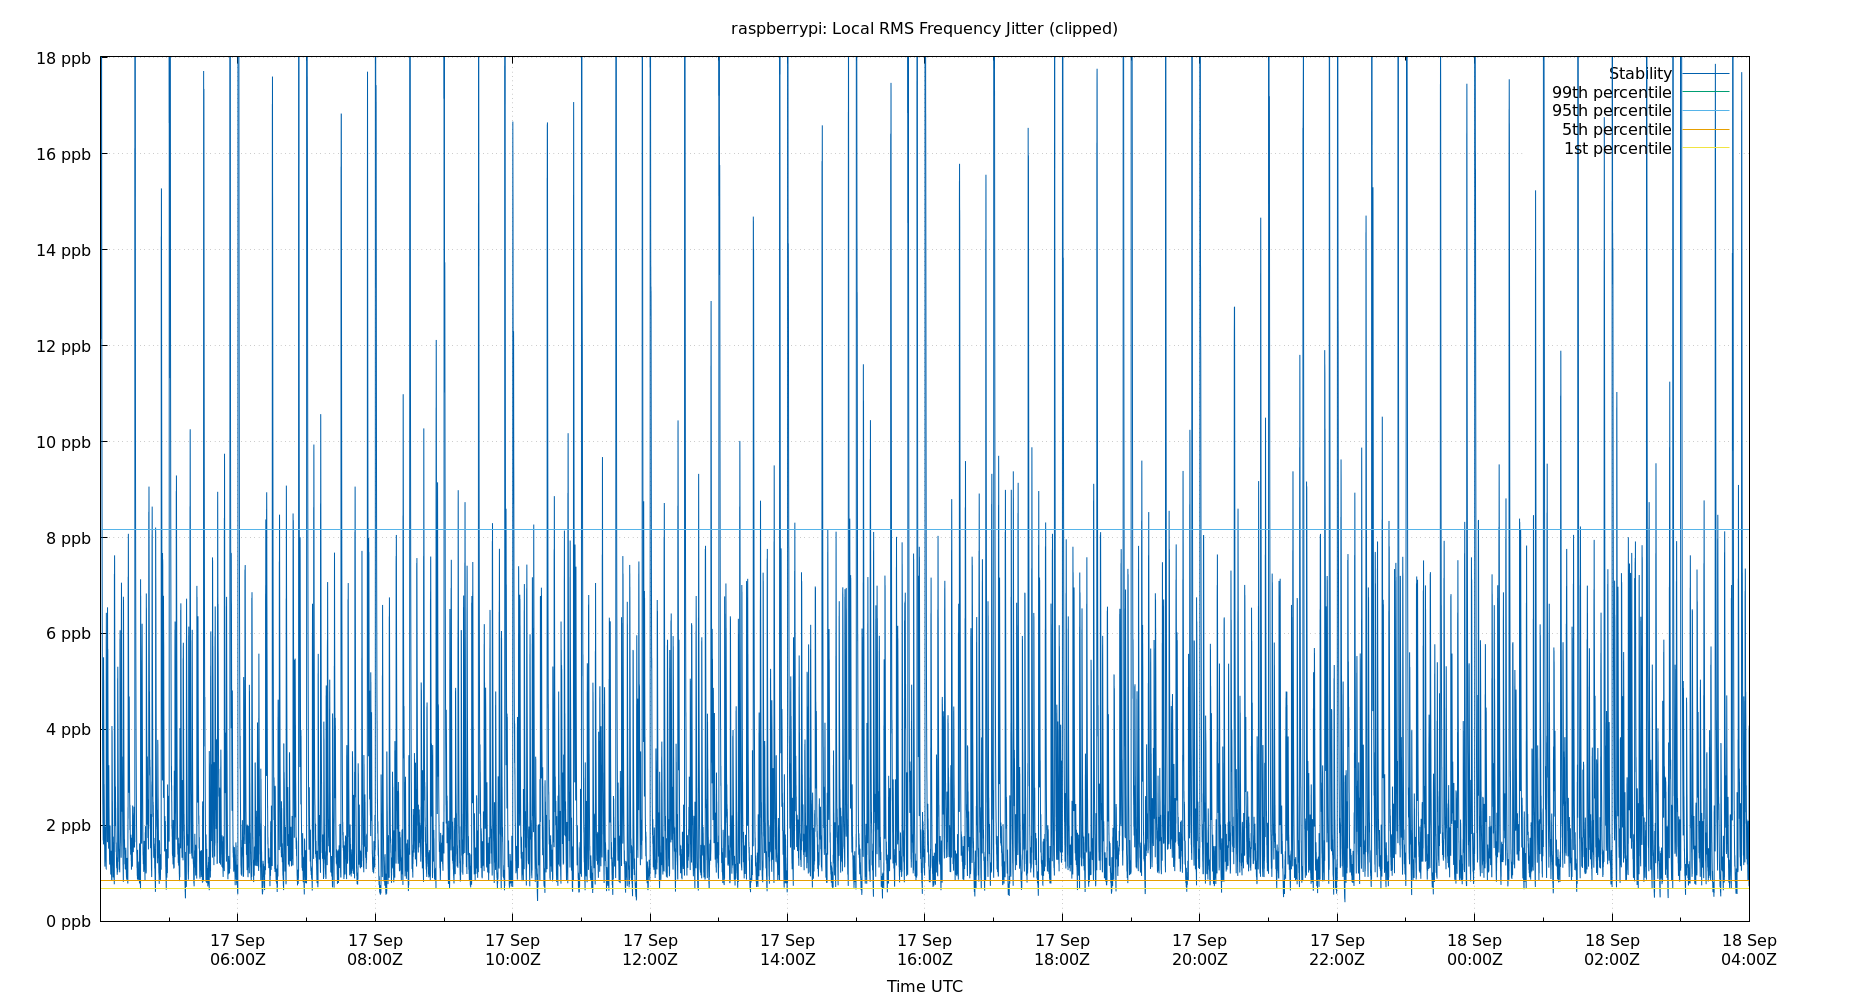 raspberrypi: Local RMS Frequency Jitter (clipped)
18 ppb
16 ppb
14 ppb
12 ppb
10 ppb
8 ppb
6 ppb
4 ppb
2 ppb
0 ppb
Stability
99th percentile
95th percentile
5th percentile
1st percentile
17 Sep 17 Sep 17 Sep 17 Sep 17 Sep 17 Sep 17 Sep 17 Sep 17 Sep 18 Sep 18 Sep 18 Sep
06:00Z 08:00Z 10:00Z 12:00Z 14:00Z 16:00Z 18:00Z 20:00Z 22:00Z 00:00Z 02:00Z 04:00Z
Time UTC